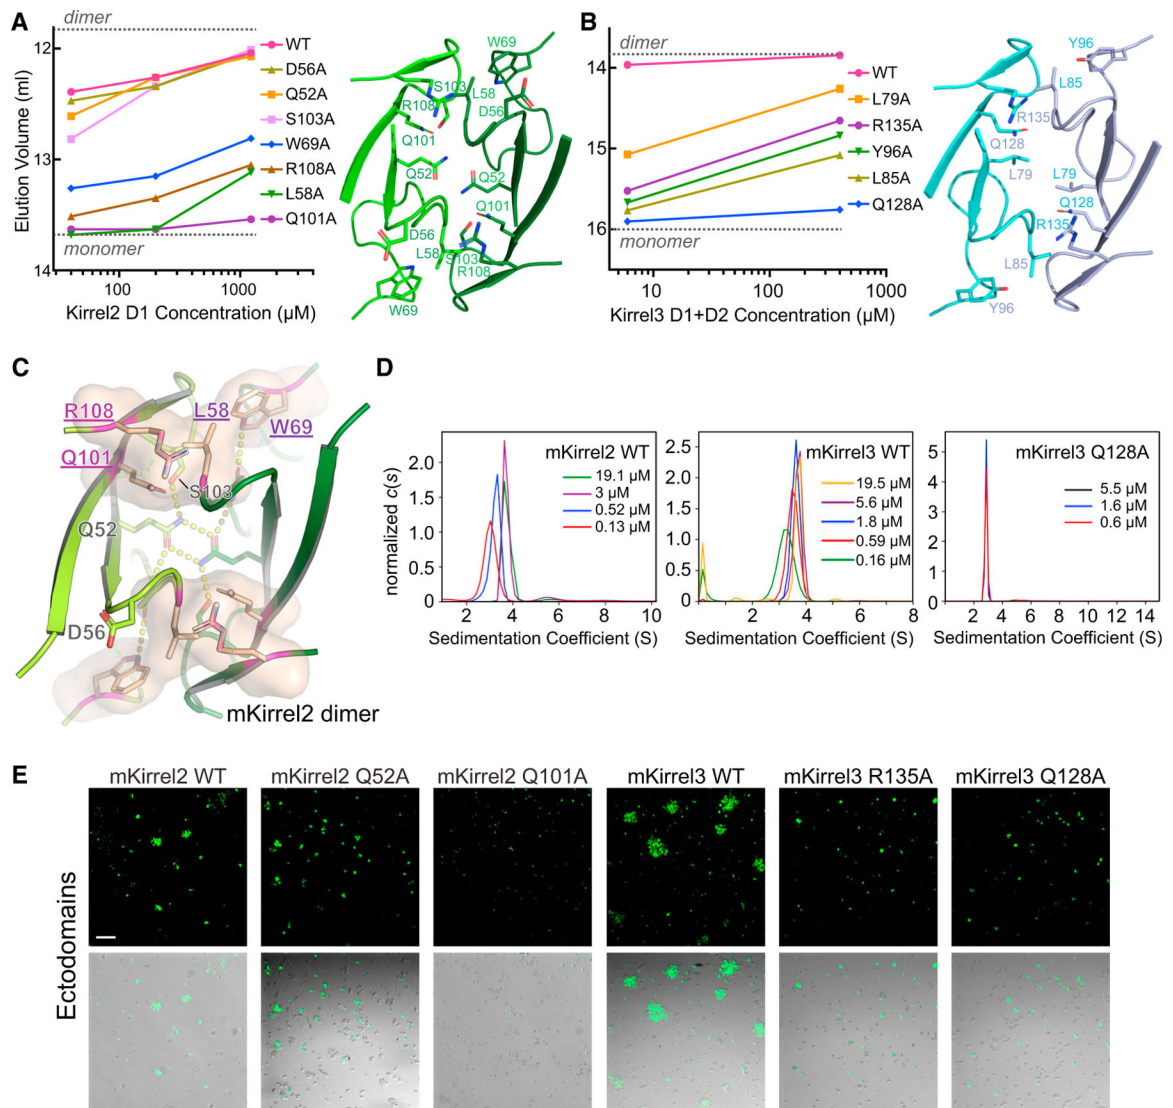 A
dimer
12
13
14
Elution Volume (ml)
100
1000
Kirrel2 D1 Concentration (µM)
monomer
WT
D56A
Q52A
S103A
W69A
R108A
L58A
Q101A
W69
S103
L58
R108
D56
Q101
Q52
Q52
Q101
D56
L58
S103
R108
W69
B
dimer
14
15
16
monomer
10
100
1000
Kirrel3 D1+D2 Concentration (µM)
WT
L79A
R135A
Y96A
L85A
Q128A
Y96
L85
R135
Q128
L79
L79
Q128
R135
L85
Y96
C
R108
L58
W69
Q101
S103
Q52
D56
mKirrel2 dimer
D
normalized c(s)
mKirrel2 WT
19.1 µM
3 µM
0.52 µM
0.13 µM
2.0
1.5
1.0
0.5
0
2 4 6 8 10
Sedimentation Coefficient (S)
mKirrel3 WT
19.5 µM
5.6 µM
1.8 µM
0.59 µM
0.16 µM
2.5
2.0
1.5
1.0
0.5
0
2 4 6 8
Sedimentation Coefficient (S)
mKirrel3 Q128A
5.5 µM
1.6 µM
0.6 µM
5
4
3
2
1
0
2 4 6 8 10 12 14
Sedimentation Coefficient (S)
E
mKirrel2 WT
mKirrel2 Q52A
mKirrel2 Q101A
mKirrel3 WT
mKirrel3 R135A
mKirrel3 Q128A
Ectodomains